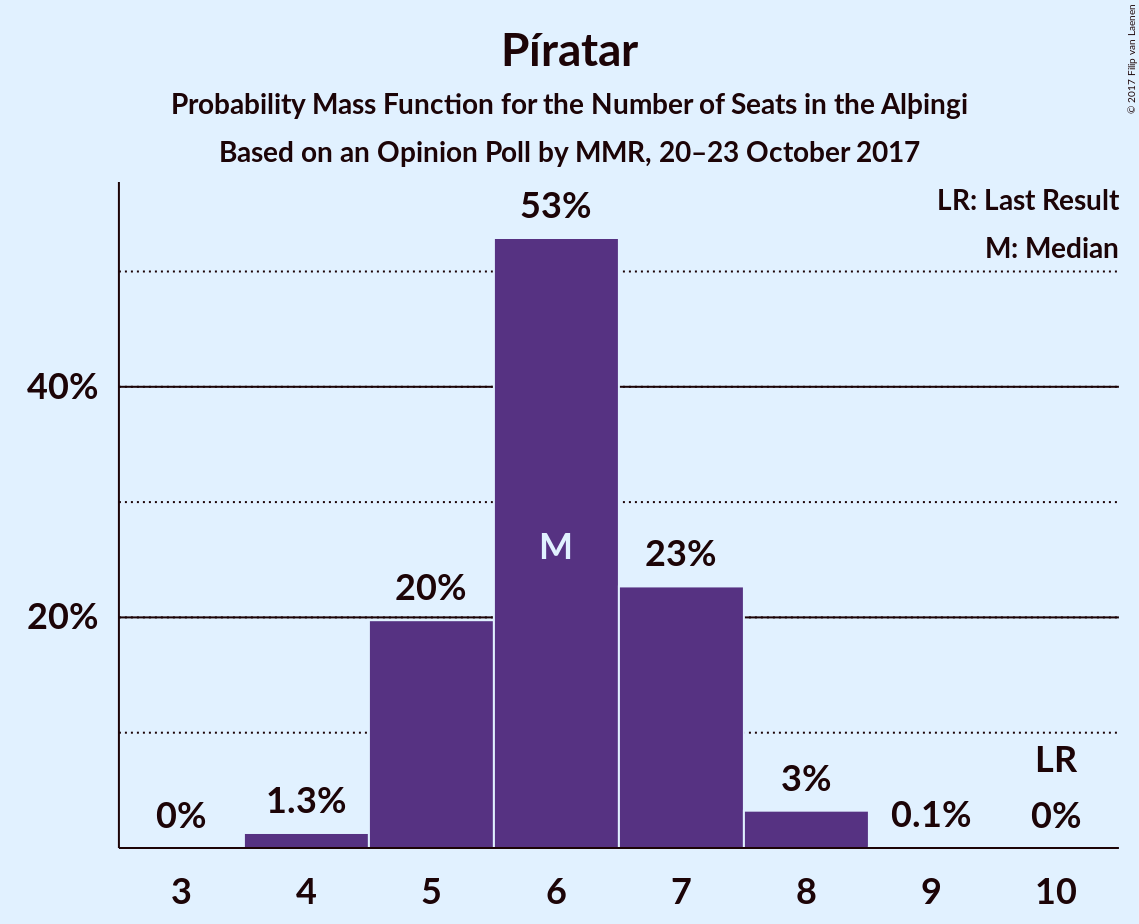 Píratar
Probability Mass Function for the Number of Seats in the Alþingi
Based on an Opinion Poll by MMR, 20–23 October 2017
© 2017 Filip van Laenen
LR: Last Result
M: Median
53%
40%
M
23%
20%
20%
LR
3%
1.3%
0%
0.1%
0%
3 4 5 6 7 8 9 10